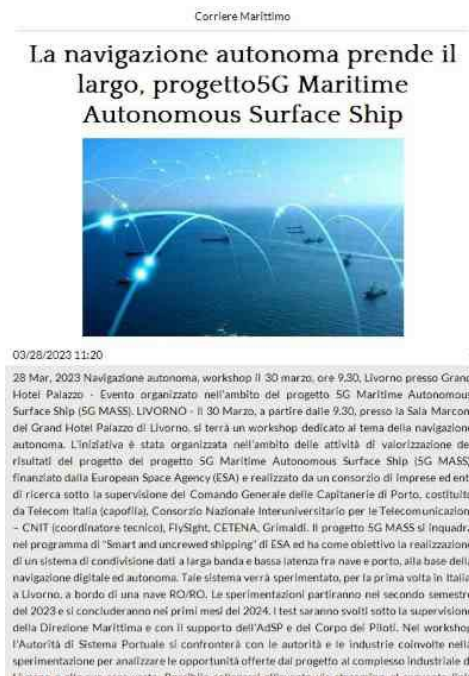 Corriere Marittimo
La navigazione autonoma prende il
largo, progetto5G Maritime
Autonomous Surface Ship
03/28/2023 11:20
28 Mar, 2023 Navigazione autonoma, workshop il 30 marzo, ore 9,30, Livorno presso Grand
Hotel Palazzo - Evento organizzato nell'ambito del progetto 5G Maritime Autonomous
Surface Ship (5G MASS). LIVORNO - Il 30 Marzo, a partire dalle 9.30, presso la Sala Marcon
del Grand Hotel Palazzo di Livorno, si terrà un workshop dedicato al tema della navigazione
autonoma. L'iniziativa è stata organizzata nell'ambito delle attività di valorizzazione de
risultati del progetto del progetto 5G Maritime Autonomous Surface Ship (5G MASS)
finanziato dalla European Space Agency (ESA) e realizzato da un consorzio di imprese ed ent
di ricerca sotto la supervisione del Comando Generale delle Capitanerie di Porto, costituito
da Telecom Italia (capofila), Consorzio Nazionale Interuniversitario per le Telecomunicazion
– CNIT (coordinatore tecnico), FlySight, CETENA, Grimaldi. Il progetto 5G MASS si inquadra
nel programma di "Smart and uncrewed shipping" di ESA ed ha come obiettivo la realizzazione
di un sistema di condivisione dati a larga banda e bassa latenza fra nave e porto, alla base della
navigazione digitale ed autonoma. Tale sistema verrà sperimentato, per la prima volta in Italia
a Livorno, a bordo di una nave RO/RO. Le sperimentazioni partiranno nel secondo semestre
del 2023 e si concluderanno nei primi mesi del 2024. I test saranno svolti sotto la supervisione
della Direzione Marittima e con il supporto dell'AdSP e del Corpo dei Piloti. Nel workshop
l'Autorità di Sistema Portuale si confronterà con le autorità e le industrie coinvolte nella
sperimentazione per analizzare le opportunità offerte dal progetto al complesso industriale d